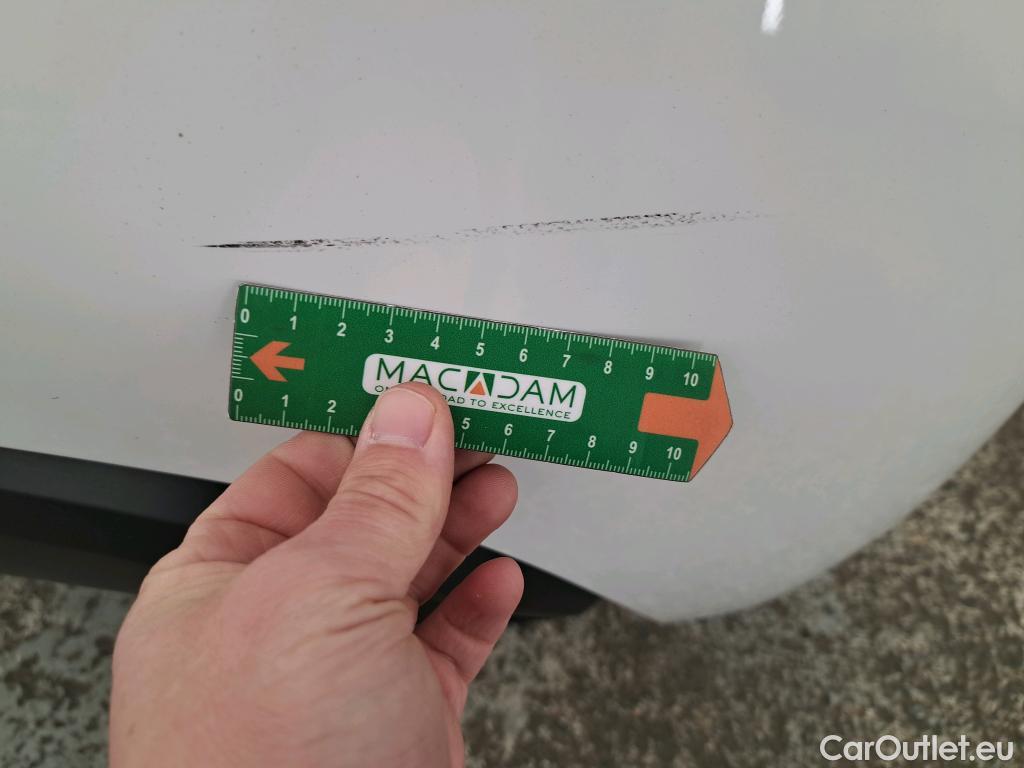 0 1 2 3 4 5 6 7 8 9 10
MACADAM
ROAD TO EXCELLENCE
0 1 2 5 6 7 8 9 10
CarOutlet.eu